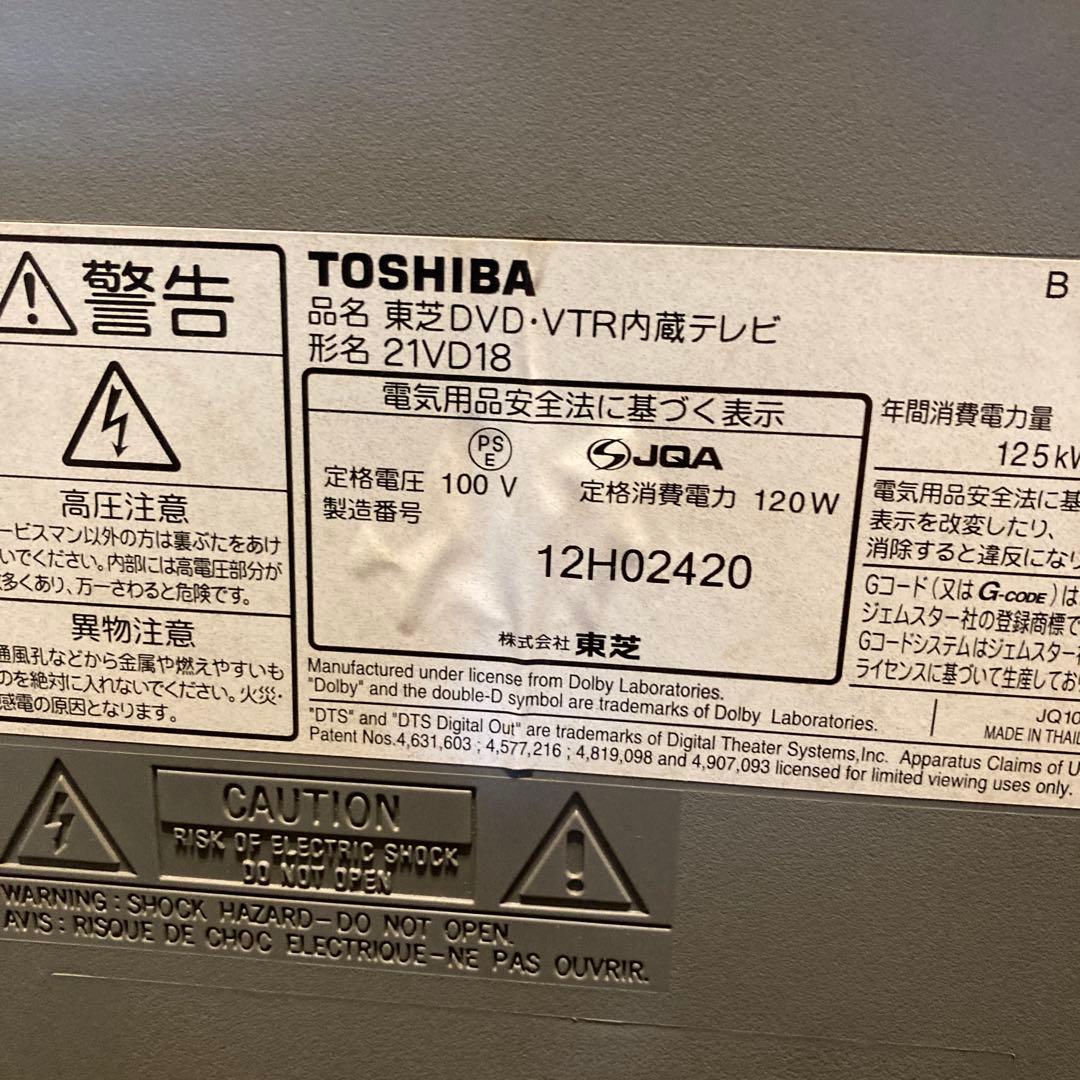 警告
高圧注意
ービスマン以外の方は裏ぶたをあけ
いでください。内部には高電圧部分が
多くあり、万一さわると危険です。
異物注意
通風孔などから金属や燃えやすいも
のを絶対に入れないでください。火災・
感電の原因となります。
TOSHIBA
B
品名 東芝DVD・VTR内蔵テレビ
形名 21VD18
電気用品安全法に基づく表示
PS
E
JQA
定格電圧 100 V 定格消費電力 120W
製造番号
12H02420
株式会社 東芝
年間消費電力量
125kW
電気用品安全法に基
表示を改変したり、
消除すると違反になり
Gコード(又はG-CODE)は
ジェムスター社の登録商標で
Gコードシステムはジェムスター社
ライセンスに基づいて生産してお
Manufactured under license from Dolby Laboratories.
"Dolby" and the double-D symbol are trademarks of Dolby Laboratories.
"DTS" and "DTS Digital Out" are trademarks of Digital Theater Systems,Inc. Apparatus Claims of U
Patent Nos.4,631,603 ; 4,577,216 ; 4,819,098 and 4,907,093 licensed for limited viewing uses only.
JQ10
MADE IN THAIL
CAUTION
RISK OF ELECTRIC SHOCK
DO NOT OPEN
WARNING : SHOCK HAZARD–DO NOT OPEN.
AVIS : RISQUE DE CHOC ELECTRIQUE–NE PAS OUVRIR.